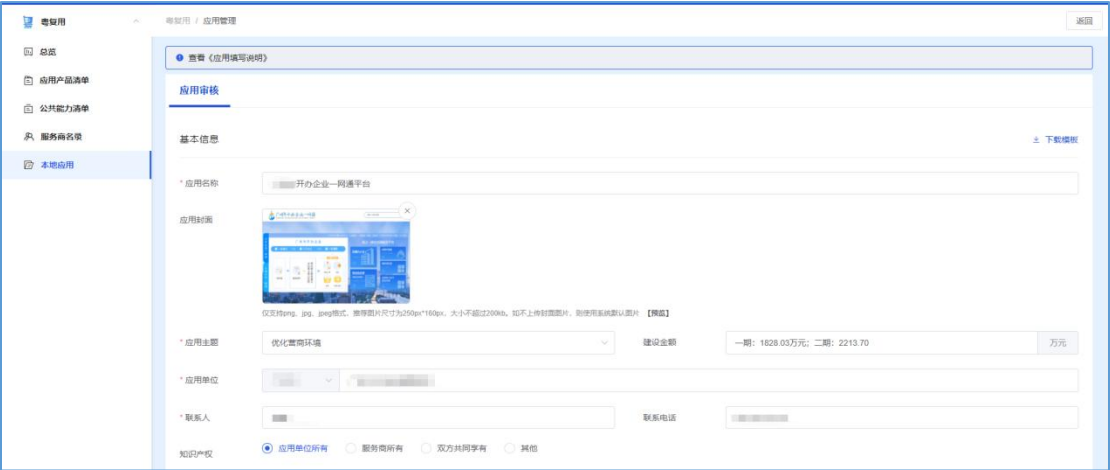 粤复用
粤复用 / 应用管理
返回
总览
应用产品清单
公共能力清单
服务商名录
本地应用
查看《应用填写说明》
应用审核
基本信息
下载模板
* 应用名称
开办企业一网通平台
应用封面
仅支持png、jpg、jpeg格式，推荐图片尺寸为250px*160px，大小不超过200kb。如不上传封面图片，则使用系统默认图片 【预览】
* 应用主题
优化营商环境
建设金额
一期：1828.03万元；二期：2213.70
万元
* 应用单位
* 联系人
联系电话
知识产权
应用单位所有
服务商所有
双方共同享有
其他